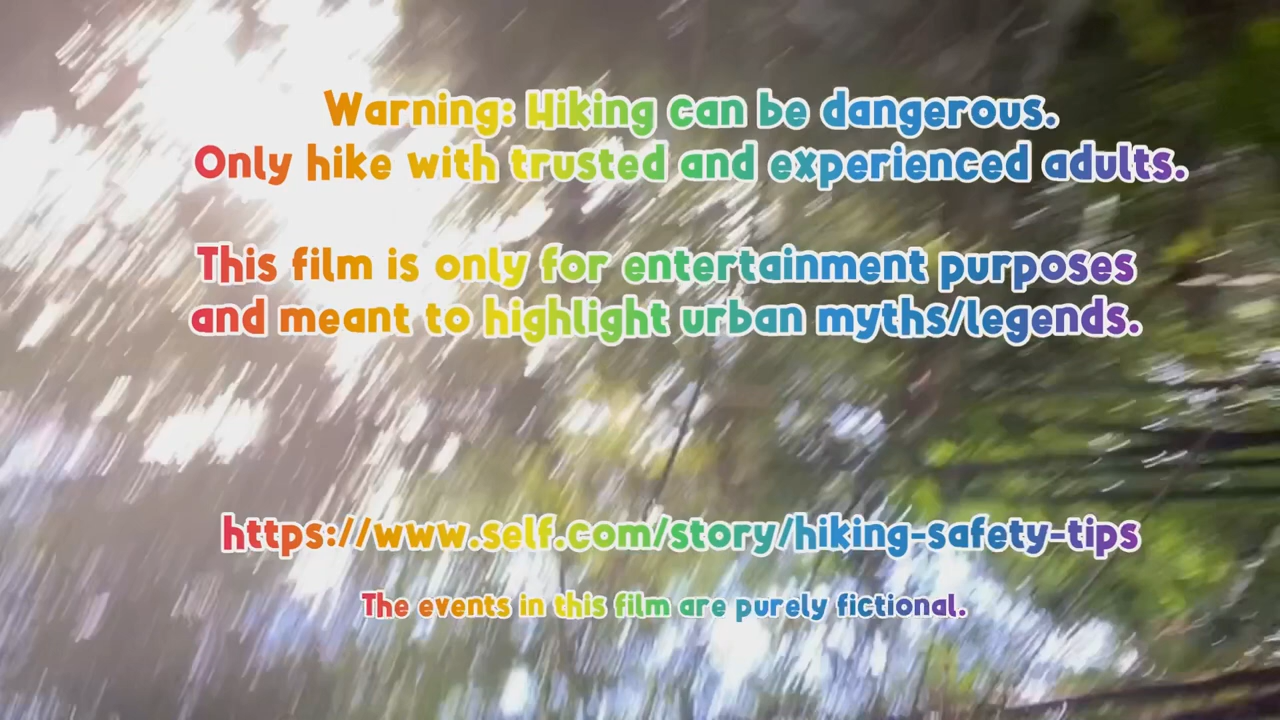 Warning: Hiking can be dangerous.
Only hike with trusted and experienced adults.
This film is only for entertainment purposes
and meant to highlight urban myths/legends.
https://www.self.com/story/hiking-safety-tips
The events in this film are purely fictional.